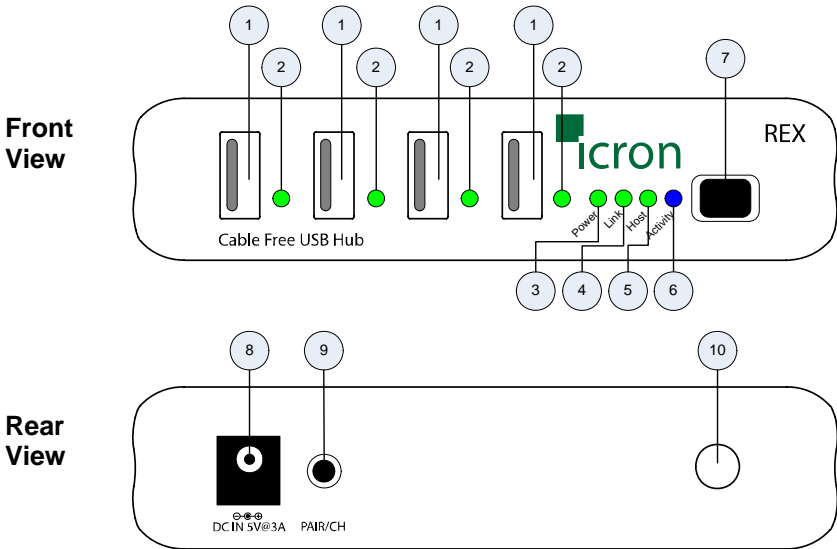 1 1 1 1
2 2 2 2 7
Front
View
icron
REX
Power Link Host Activity
Cable Free USB Hub
3 4 5 6
8 9 10
Rear
View
DC IN 5V@3A PAIR/CH